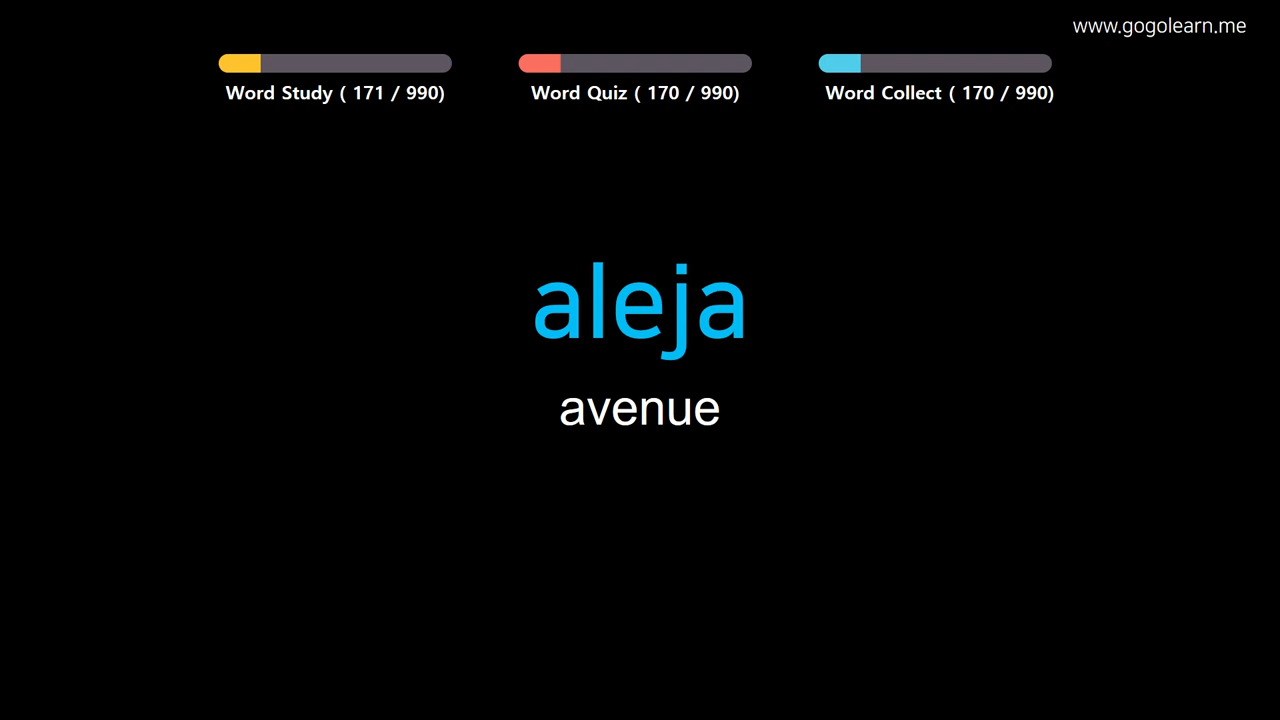 www.gogolearn.me
Word Study ( 171 / 990)
Word Quiz ( 170 / 990)
Word Collect ( 170 / 990)
aleja
avenue